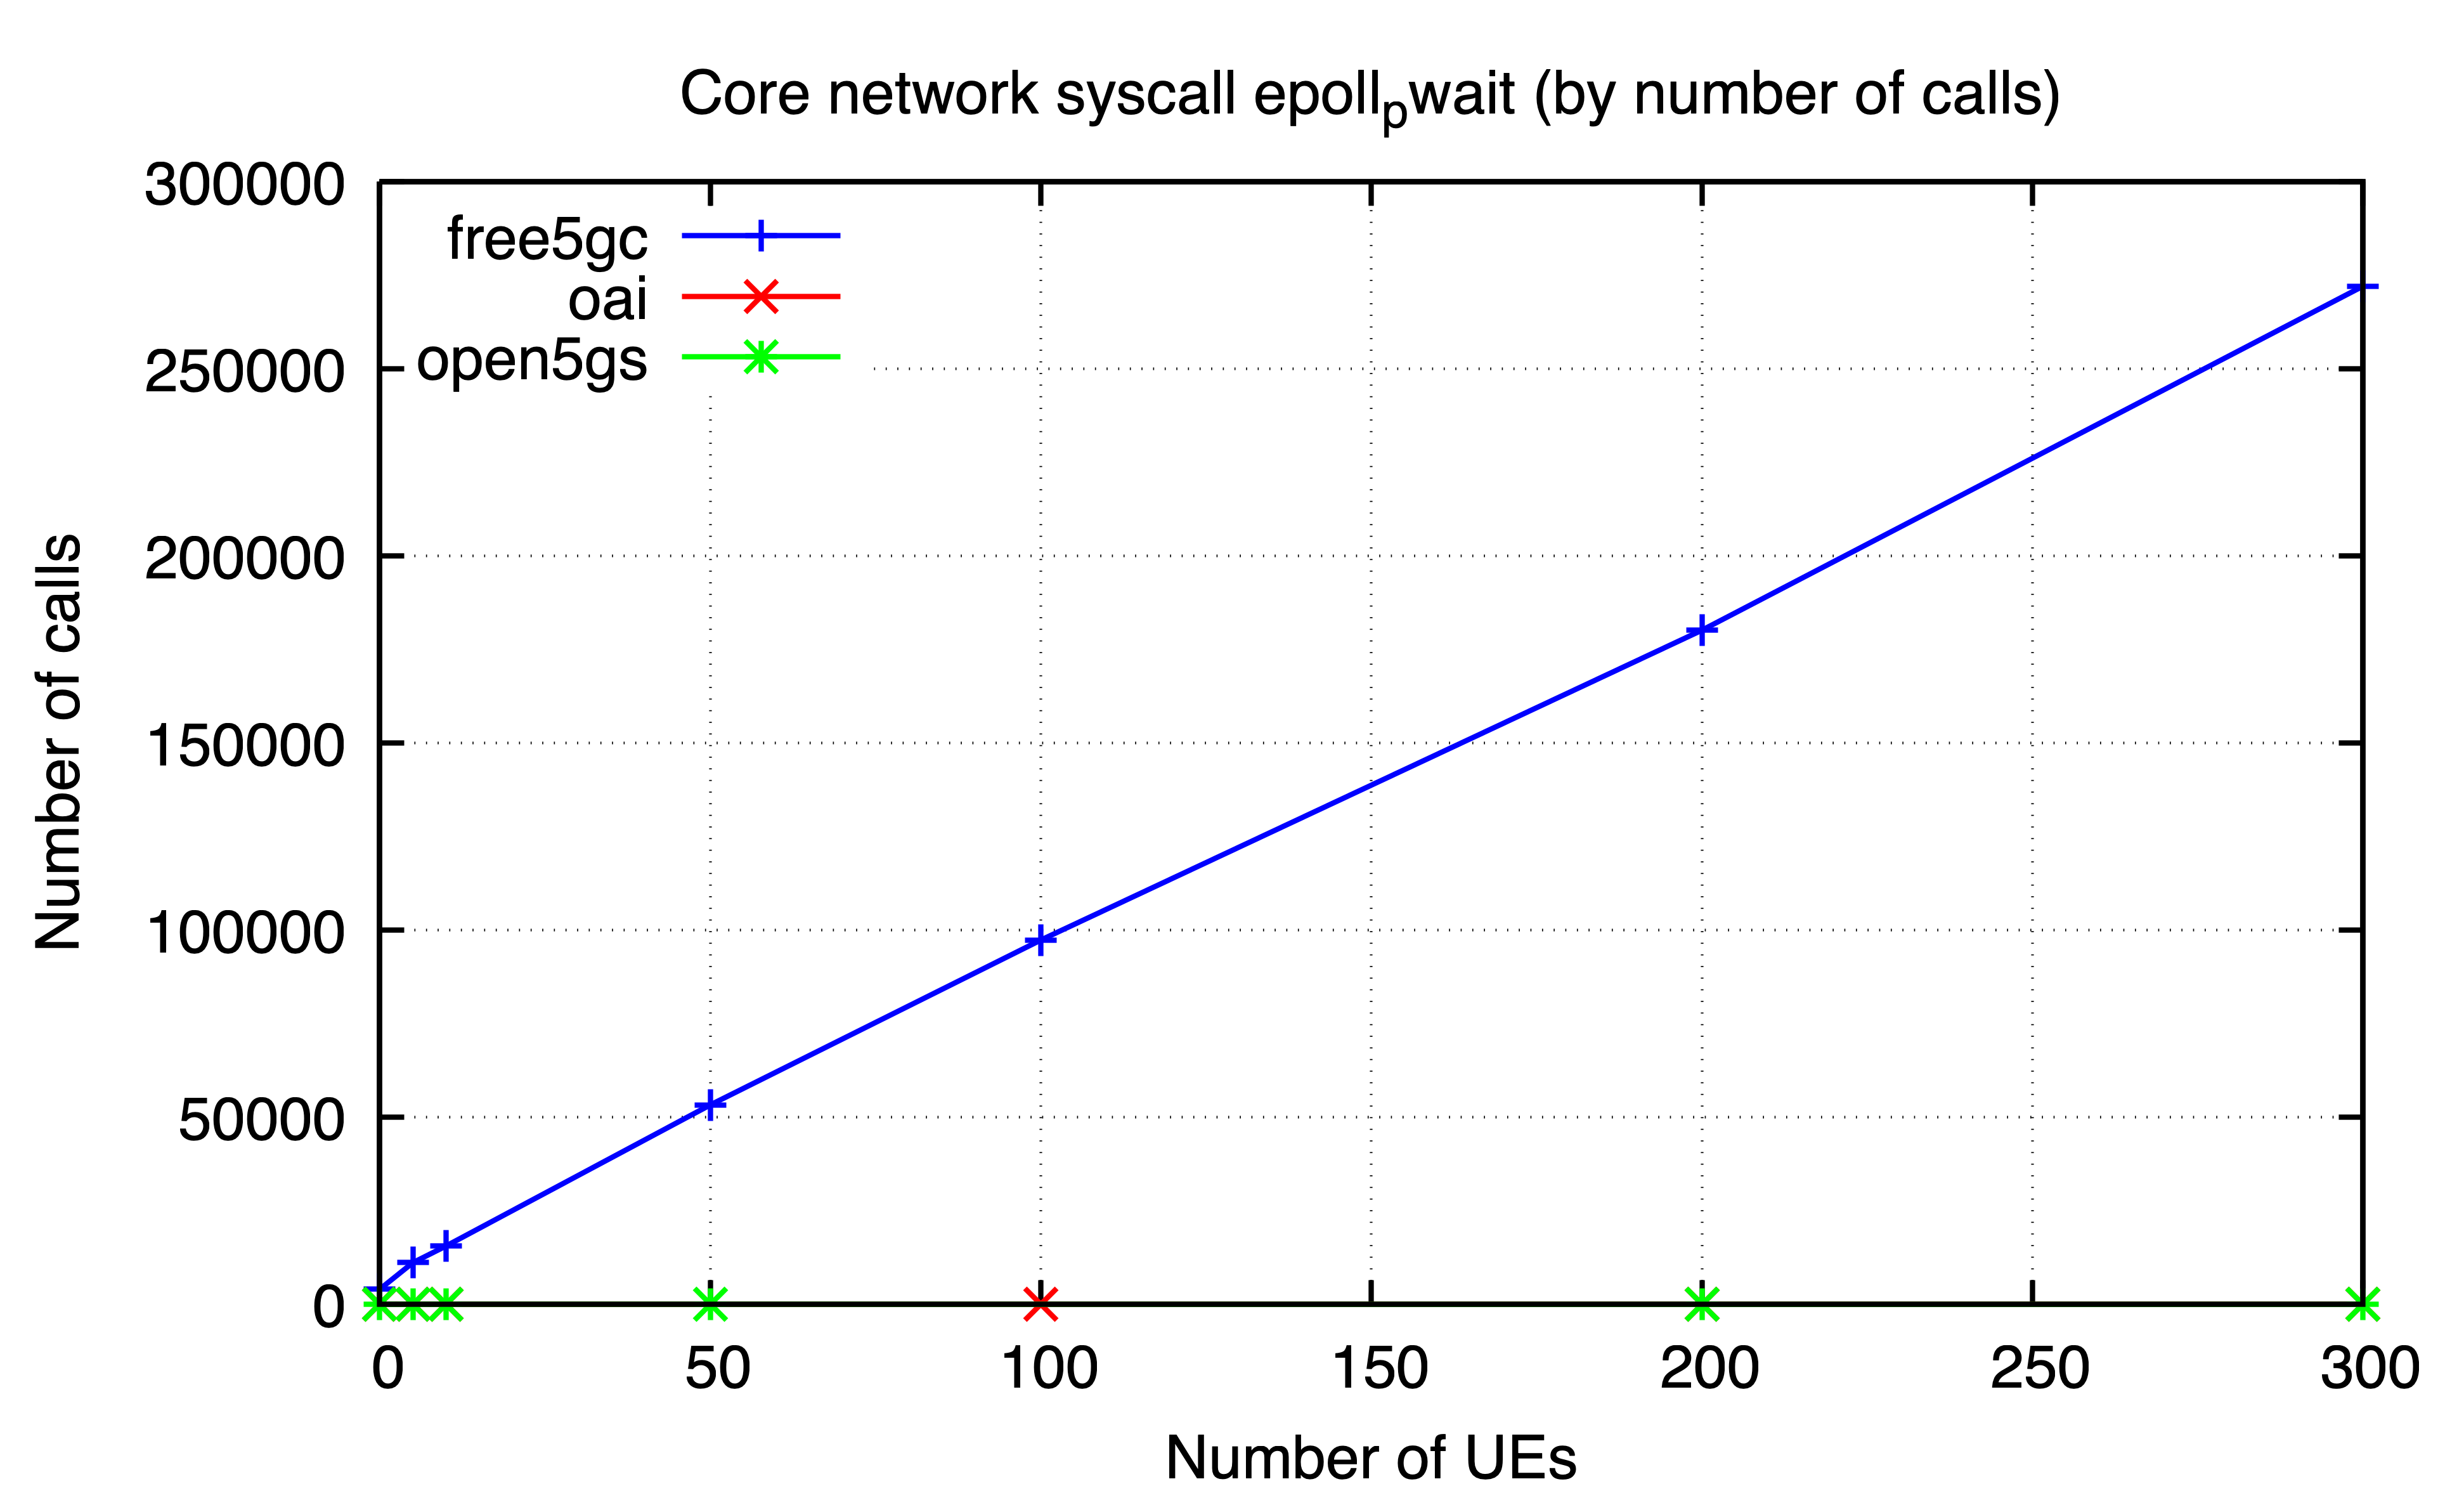 Core network syscall epollpwait (by number of calls)
300000
250000
200000
150000
100000
50000
0
free5gc
oai
open5gs
Number of calls
0 50 100 150 200 250 300
Number of UEs